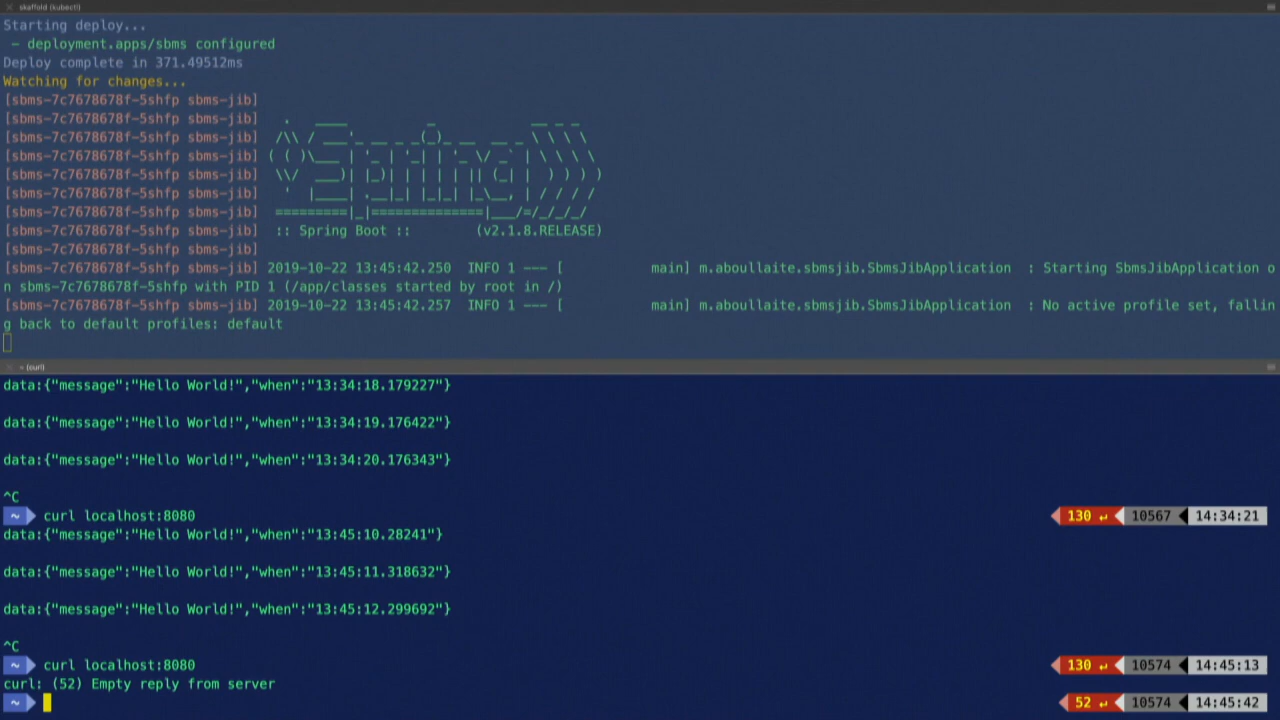 skaffold (kubectl)
Starting deploy...
- deployment.apps/sbms configured
Deploy complete in 371.49512ms
Watching for changes...
[sbms-7c7678678f-5shfp sbms-jib]
[sbms-7c7678678f-5shfp sbms-jib]
[sbms-7c7678678f-5shfp sbms-jib]
[sbms-7c7678678f-5shfp sbms-jib] Spring
[sbms-7c7678678f-5shfp sbms-jib]
[sbms-7c7678678f-5shfp sbms-jib]
[sbms-7c7678678f-5shfp sbms-jib]
[sbms-7c7678678f-5shfp sbms-jib] :: Spring Boot :: (v2.1.8.RELEASE)
[sbms-7c7678678f-5shfp sbms-jib]
[sbms-7c7678678f-5shfp sbms-jib] 2019-10-22 13:45:42.250 INFO 1 --- [ main] m.aboullaite.sbmsjib.SbmsJibApplication : Starting SbmsJibApplication o
n sbms-7c7678678f-5shfp with PID 1 (/app/classes started by root in /)
[sbms-7c7678678f-5shfp sbms-jib] 2019-10-22 13:45:42.257 INFO 1 --- [ main] m.aboullaite.sbmsjib.SbmsJibApplication : No active profile set, fallin
g back to default profiles: default
~ (curl)
data:{"message":"Hello World!","when":"13:34:18.179227"}
data:{"message":"Hello World!","when":"13:34:19.176422"}
data:{"message":"Hello World!","when":"13:34:20.176343"}
^C
~ curl localhost:8080 130 ↵ 10567 14:34:21
data:{"message":"Hello World!","when":"13:45:10.28241"}
data:{"message":"Hello World!","when":"13:45:11.318632"}
data:{"message":"Hello World!","when":"13:45:12.299692"}
^C
~ curl localhost:8080 130 ↵ 10574 14:45:13
curl: (52) Empty reply from server
~ 52 ↵ 10574 14:45:42